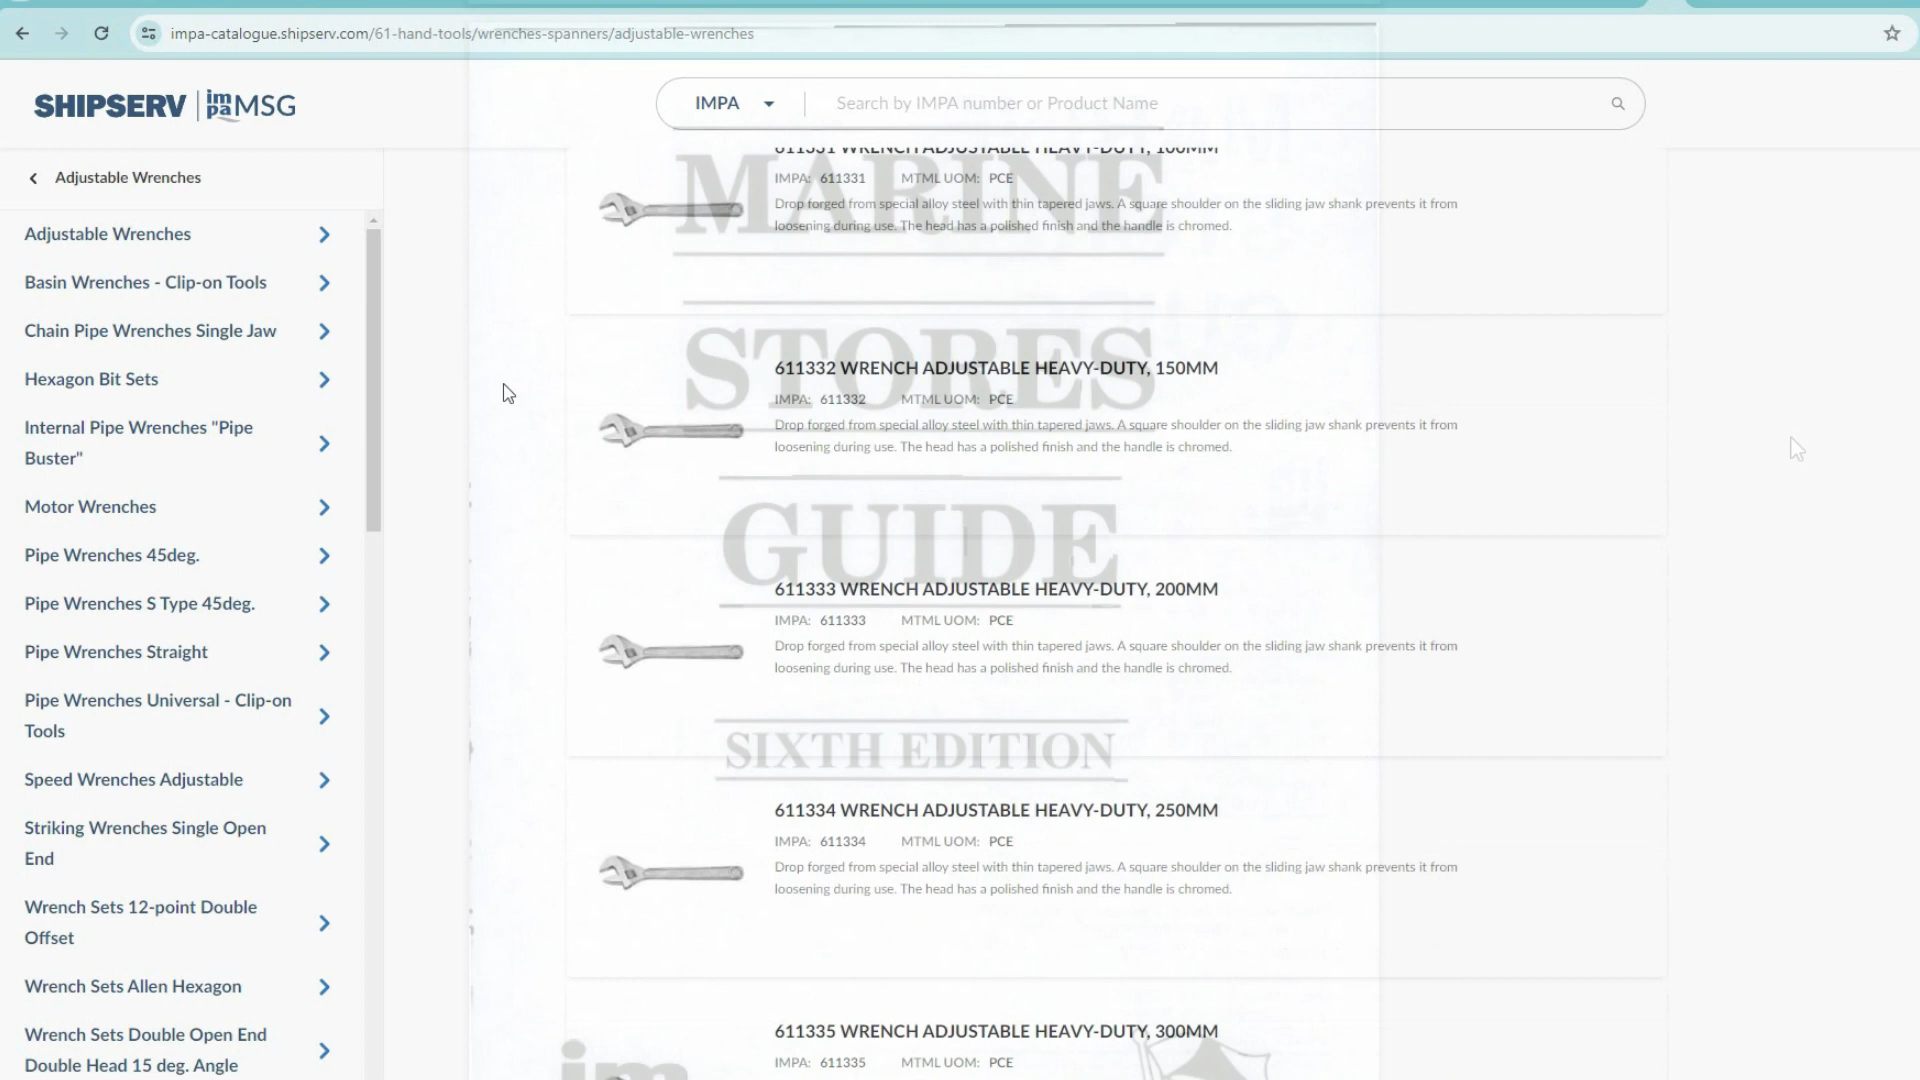 impa-catalogue.shipserv.com/61-hand-tools/wrenches-spanners/adjustable-wrenches
SHIPSERV | impa MSG
IMPA
Search by IMPA number or Product Name
Adjustable Wrenches
Adjustable Wrenches
Basin Wrenches - Clip-on Tools
Chain Pipe Wrenches Single Jaw
Hexagon Bit Sets
Internal Pipe Wrenches "Pipe
Buster"
Motor Wrenches
Pipe Wrenches 45deg.
Pipe Wrenches S Type 45deg.
Pipe Wrenches Straight
Pipe Wrenches Universal - Clip-on
Tools
Speed Wrenches Adjustable
Striking Wrenches Single Open
End
Wrench Sets 12-point Double
Offset
Wrench Sets Allen Hexagon
Wrench Sets Double Open End
Double Head 15 deg. Angle
611331 WRENCH ADJUSTABLE HEAVY-DUTY, 100MM
IMPA: 611331 MTML UOM: PCE
Drop forged from special alloy steel with thin tapered jaws. A square shoulder on the sliding jaw shank prevents it from
loosening during use. The head has a polished finish and the handle is chromed.
611332 WRENCH ADJUSTABLE HEAVY-DUTY, 150MM
IMPA: 611332 MTML UOM: PCE
Drop forged from special alloy steel with thin tapered jaws. A square shoulder on the sliding jaw shank prevents it from
loosening during use. The head has a polished finish and the handle is chromed.
611333 WRENCH ADJUSTABLE HEAVY-DUTY, 200MM
IMPA: 611333 MTML UOM: PCE
Drop forged from special alloy steel with thin tapered jaws. A square shoulder on the sliding jaw shank prevents it from
loosening during use. The head has a polished finish and the handle is chromed.
611334 WRENCH ADJUSTABLE HEAVY-DUTY, 250MM
IMPA: 611334 MTML UOM: PCE
Drop forged from special alloy steel with thin tapered jaws. A square shoulder on the sliding jaw shank prevents it from
loosening during use. The head has a polished finish and the handle is chromed.
611335 WRENCH ADJUSTABLE HEAVY-DUTY, 300MM
IMPA: 611335 MTML UOM: PCE
MARINE
STORES
GUIDE
SIXTH EDITION
im